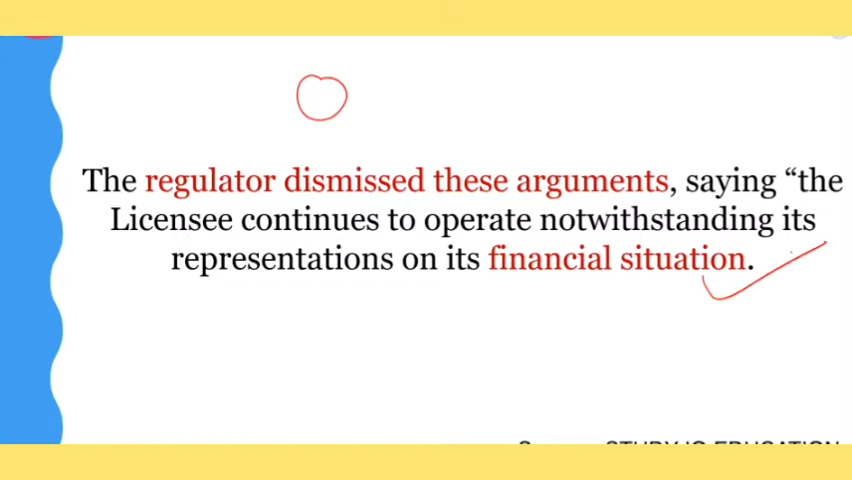 The regulator dismissed these arguments, saying “the
Licensee continues to operate notwithstanding its
representations on its financial situation.